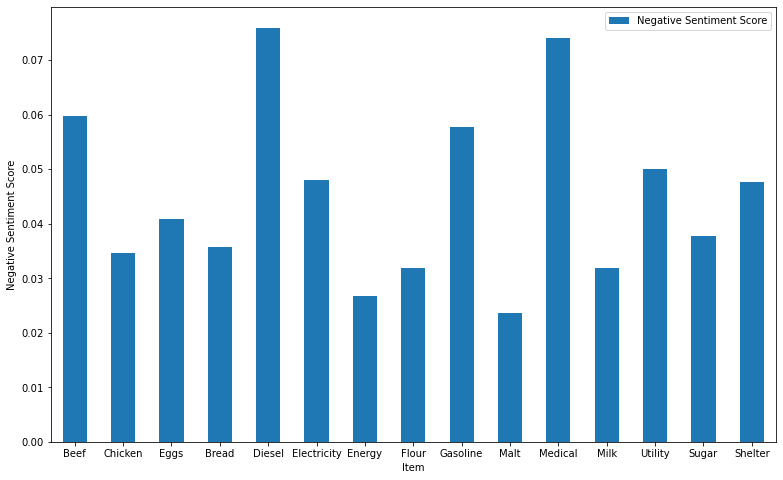 Negative Sentiment Score
Negative Sentiment Score
0.07
0.06
0.05
0.04
0.03
0.02
0.01
0.00
Beef Chicken Eggs Bread Diesel Electricity Energy Flour Gasoline Malt Medical Milk Utility Sugar Shelter
Item